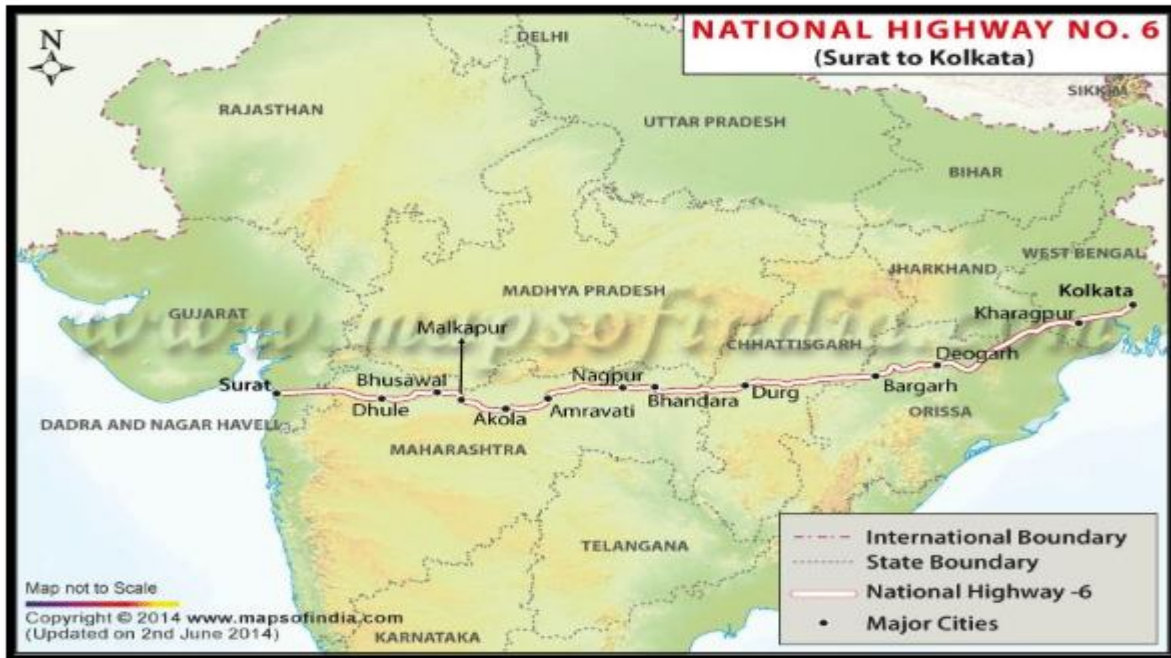 NATIONAL HIGHWAY NO. 6
(Surat to Kolkata)
N
DELHI
SIKKIM
RAJASTHAN
UTTAR PRADESH
BIHAR
WEST BENGAL
JHARKHAND
MADHYA PRADESH
Kolkata
GUJARAT
Kharagpur
www.mapsofindia.com
Malkapur
CHHATTISGARH
Deogarh
Surat
Bhusawal
Nagpur
Bargarh
Dhule
Akola
Amravati
Bhandara
Durg
ORISSA
DADRA AND NAGAR HAVELI
MAHARASHTRA
TELANGANA
KARNATAKA
International Boundary
State Boundary
National Highway -6
Major Cities
Map not to Scale
Copyright © 2014 www.mapsofindia.com
(Updated on 2nd June 2014)